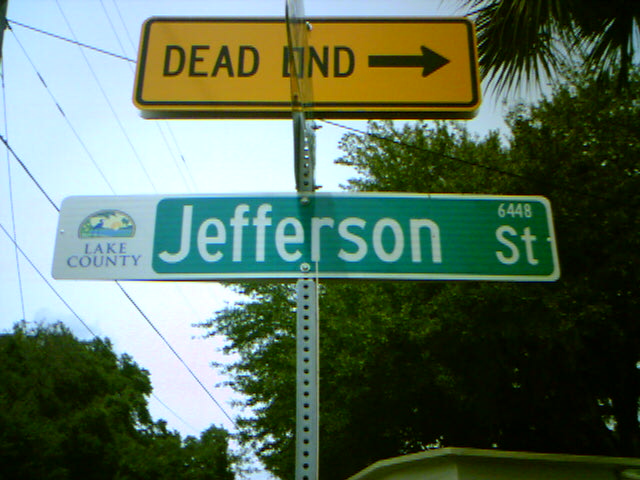 DEAD END
LAKE
COUNTY
Jefferson St
6448